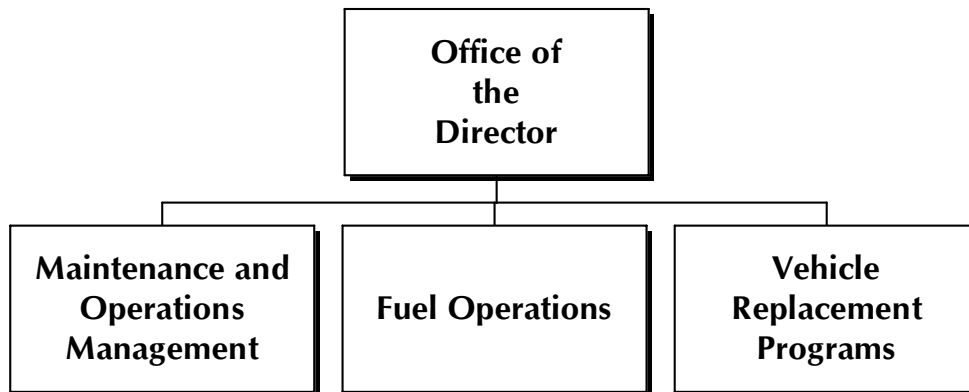 Office of
the
Director
Maintenance and
Operations
Management
Fuel Operations
Vehicle
Replacement
Programs